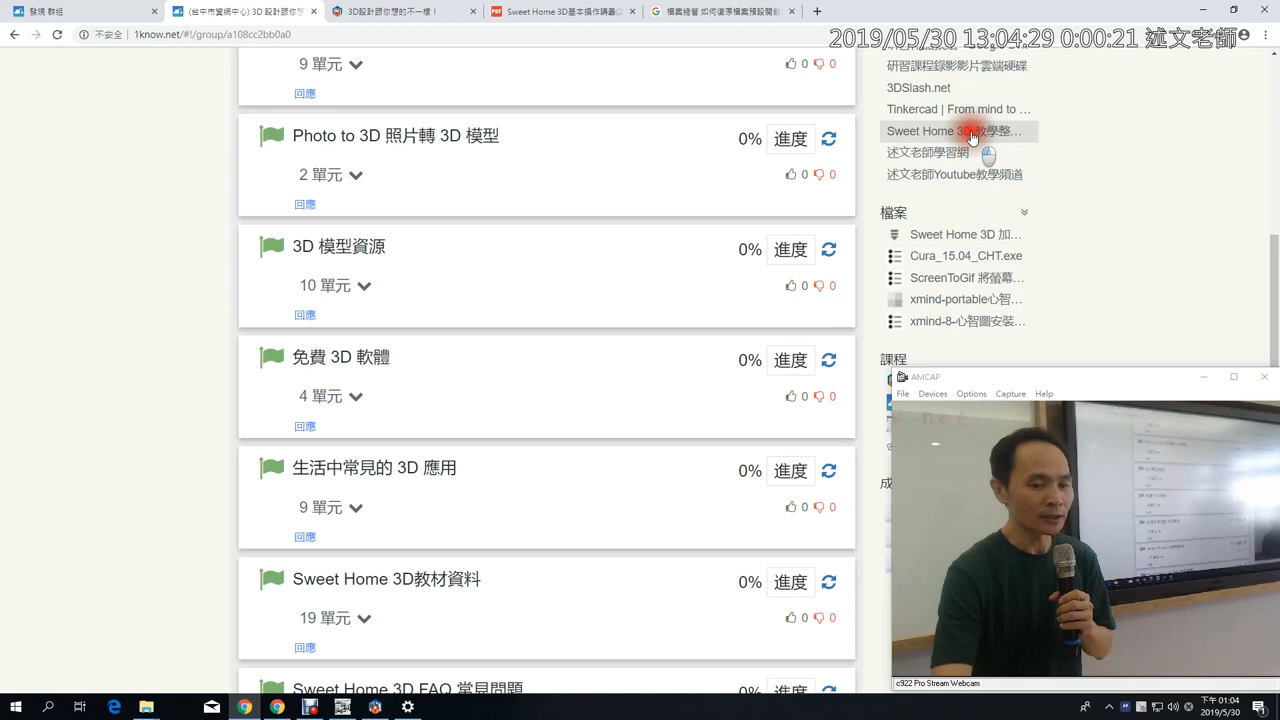 發現 群組
(台中市資網中心) 3D 設計跟你想
3D設計跟你想的不一樣！
Sweet Home 3D基本操作講義(2
檔案總管 如何復原檔案預設開啟
不安全
1know.net/#!/group/a108cc2bb0a0
2019/05/30 13:04:29 0:00:21 述文老師
9 單元
0 0
回應
Photo to 3D 照片轉 3D 模型
0% 進度
2 單元
0 0
回應
3D 模型資源
0% 進度
10 單元
0 0
回應
免費 3D 軟體
0% 進度
4 單元
0 0
回應
生活中常見的 3D 應用
0% 進度
9 單元
0 0
回應
Sweet Home 3D教材資料
0% 進度
19 單元
0 0
回應
Sweet Home 3D FAQ 常見問題
0% 進度
研習課程錄影影片雲端硬碟
3DSlash.net
Tinkercad | From mind to ...
Sweet Home 3D 教學整...
述文老師學習網
述文老師Youtube教學頻道
檔案
Sweet Home 3D 加...
Cura_15.04_CHT.exe
ScreenToGif 將螢幕...
xmind-portable心智...
xmind-8-心智圖安裝...
課程
成
AMCAP
File Devices Options Capture Help
c922 Pro Stream Webcam
下午 01:04
2019/5/30